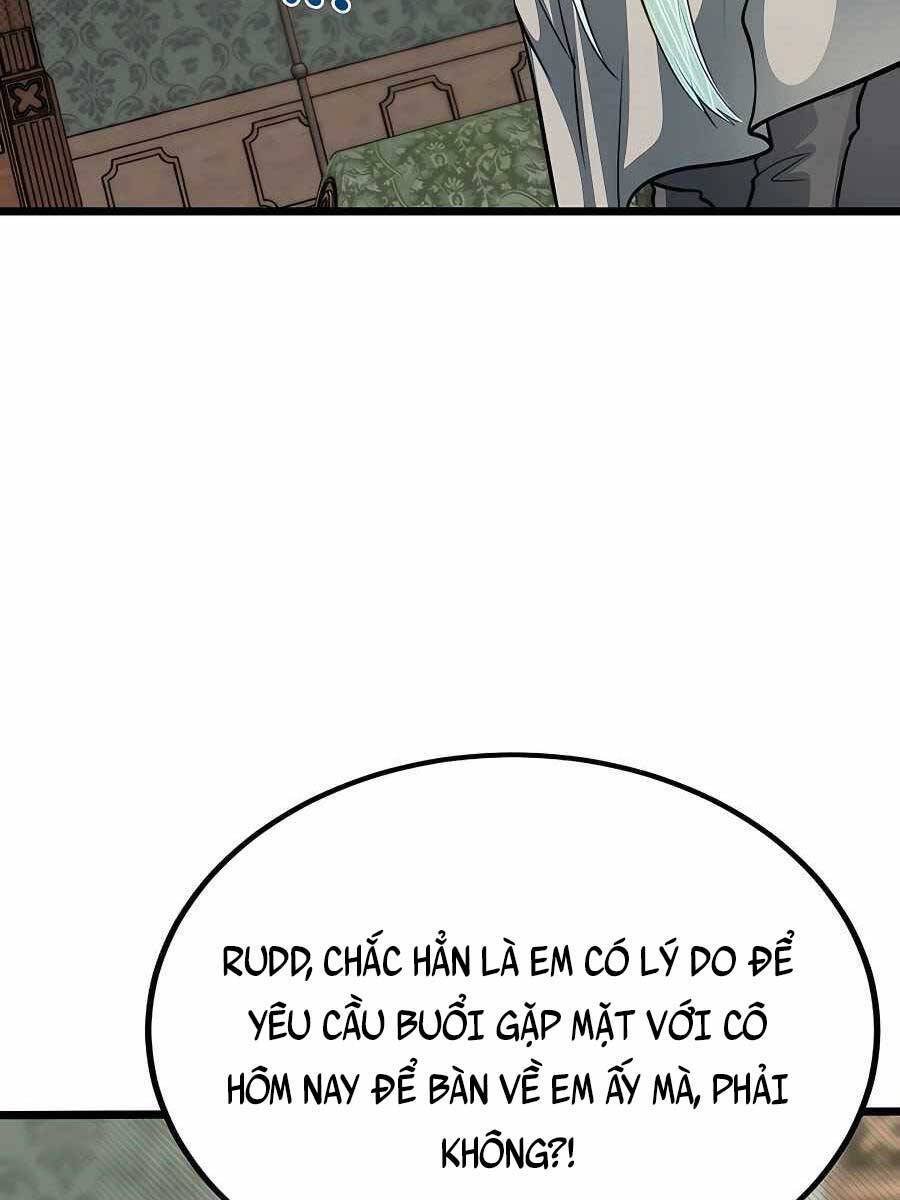 RUDD, CHẮC HẲN LÀ EM CÓ LÝ DO ĐỂ
YÊU CẦU BUỔI GẶP MẶT VỚI CÔ
HÔM NAY ĐỂ BÀN VỀ EM ẤY MÀ, PHẢI
KHÔNG?!